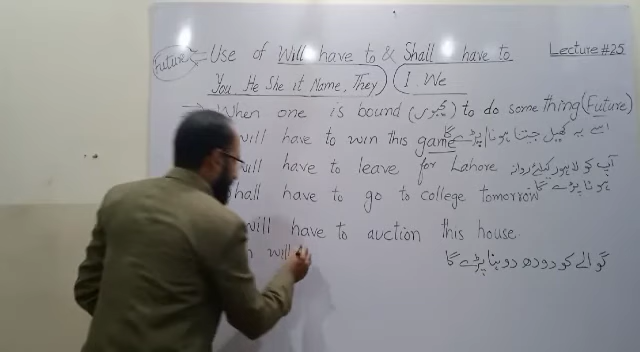 Future Use of Will have to & Shall have to Lecture #25
You He She it Name, They) (I We
→ When one is bound (مجبور) to do something (Future)
will have to win this game اسے یہ کھیل جیتنا ہونا پڑے گا
will have to leave for Lahore آپ کو لاہور کیلئے روانہ
Shall have to go to college tomorrow ہونا پڑے گا
will have to auction this house.
will گوالے کو دودھ دوہنا پڑے گا